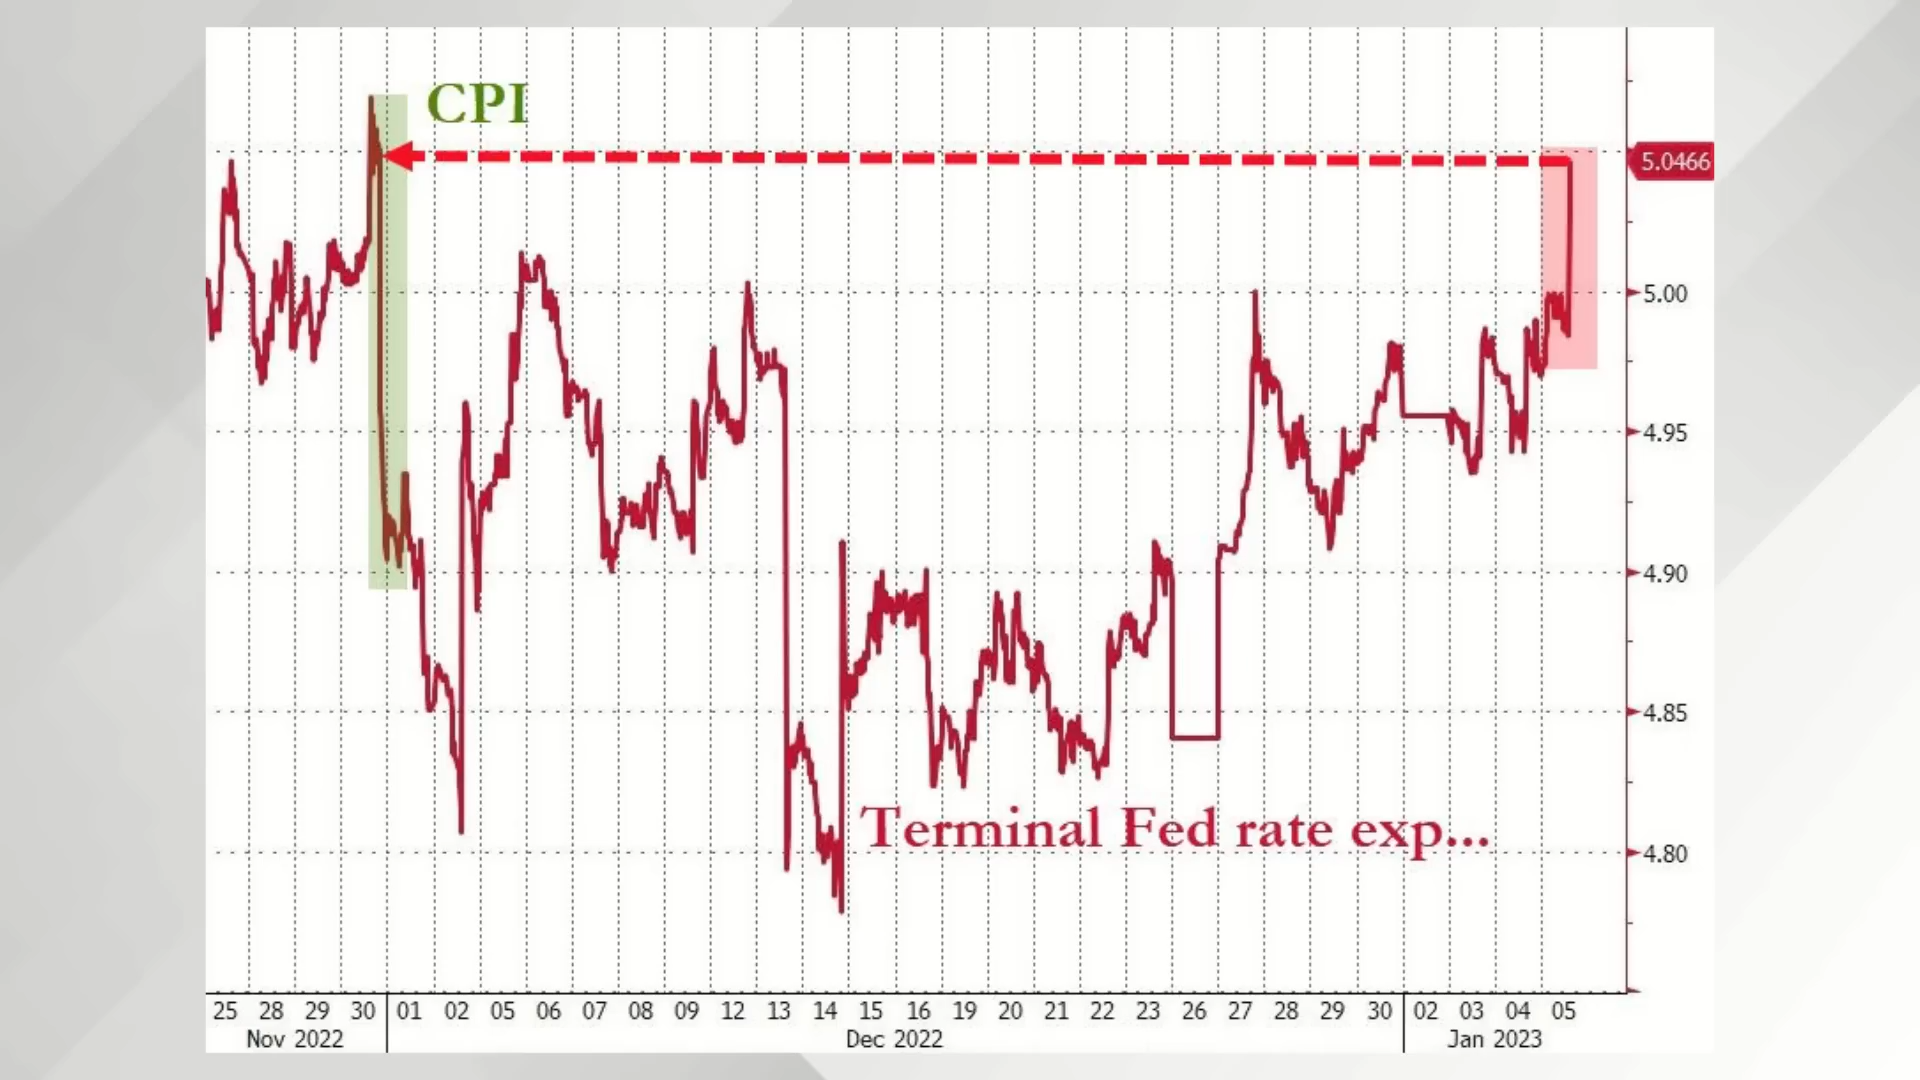 CPI
5.0466
5.00
4.95
4.90
4.85
Terminal Fed rate exp...
4.80
25 28 29 30 01 02 05 06 07 08 09 12 13 14 15 16 19 20 21 22 23 26 27 28 29 30 02 03 04 05
Nov 2022 Dec 2022 Jan 2023